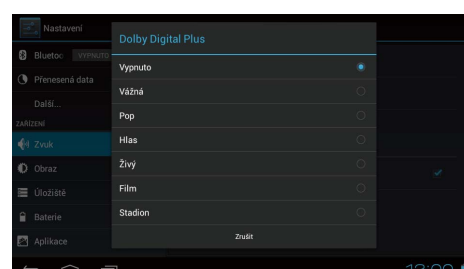 Nastavení
Dolby Digital Plus
Bluetoo
VYPNUTO
Vypnuto
Přenesená data
Vážná
Další...
Pop
ZAŘÍZENÍ
Zvuk
Hlas
Obraz
Živý
Úložiště
Film
Baterie
Stadion
Aplikace
Zrušit